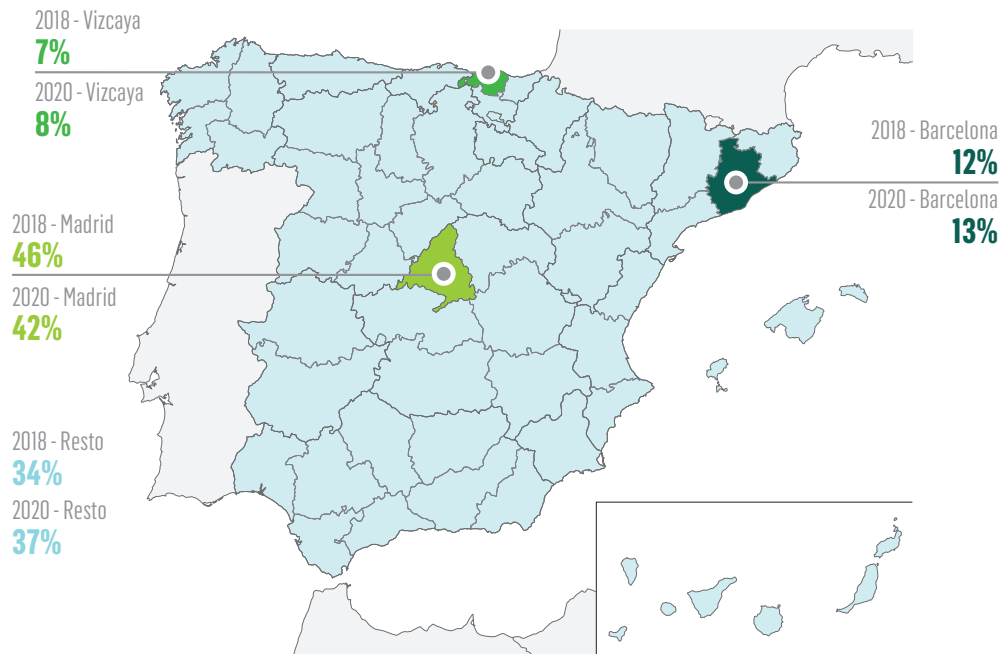 2018 - Vizcaya
7%
2020 - Vizcaya
8%
2018 - Barcelona
12%
2020 - Barcelona
13%
2018 - Madrid
46%
2020 - Madrid
42%
2018 - Resto
34%
2020 - Resto
37%